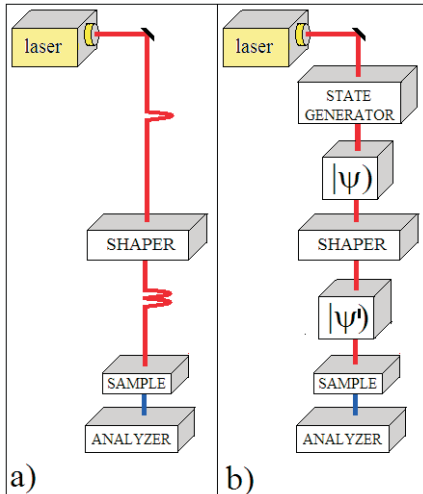 laser
SHAPER
SAMPLE
ANALYZER
a)
laser
STATE
GENERATOR
|ψ)
SHAPER
|ψ')
SAMPLE
ANALYZER
b)